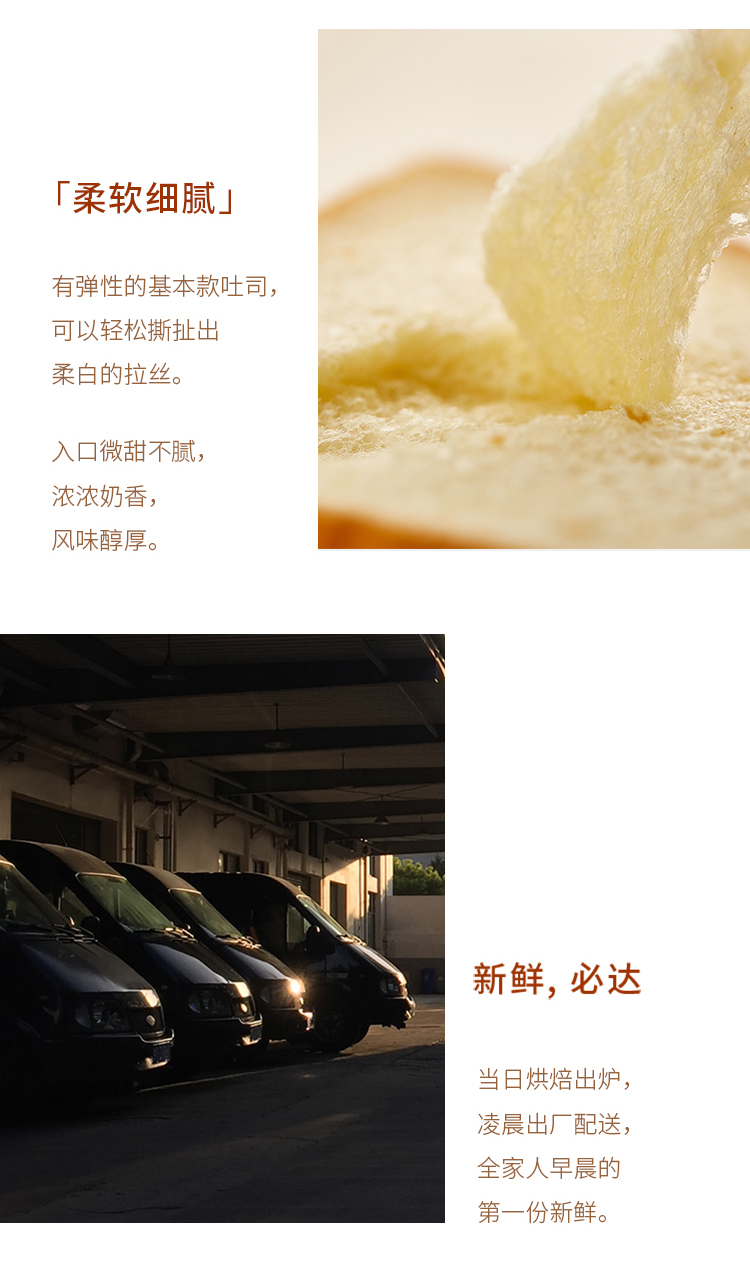 「柔软细腻」
有弹性的基本款吐司，
可以轻松撕扯出
柔白的拉丝。
入口微甜不腻，
浓浓奶香，
风味醇厚。
新鲜，必达
当日烘焙出炉，
凌晨出厂配送，
全家人早晨的
第一份新鲜。